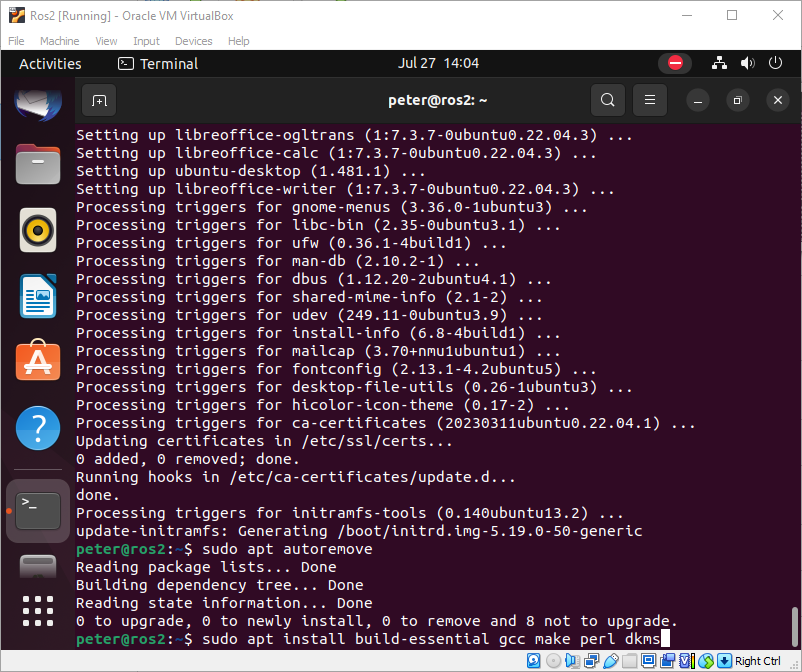 Ros2 [Running] - Oracle VM VirtualBox
File Machine View Input Devices Help
Activities Terminal Jul 27 14:04
peter@ros2: ~
Setting up libreoffice-ogltrans (1:7.3.7-0ubuntu0.22.04.3) ...
Setting up libreoffice-calc (1:7.3.7-0ubuntu0.22.04.3) ...
Setting up ubuntu-desktop (1.481.1) ...
Setting up libreoffice-writer (1:7.3.7-0ubuntu0.22.04.3) ...
Processing triggers for gnome-menus (3.36.0-1ubuntu3) ...
Processing triggers for libc-bin (2.35-0ubuntu3.1) ...
Processing triggers for ufw (0.36.1-4build1) ...
Processing triggers for man-db (2.10.2-1) ...
Processing triggers for dbus (1.12.20-2ubuntu4.1) ...
Processing triggers for shared-mime-info (2.1-2) ...
Processing triggers for udev (249.11-0ubuntu3.9) ...
Processing triggers for install-info (6.8-4build1) ...
Processing triggers for mailcap (3.70+nmu1ubuntu1) ...
Processing triggers for fontconfig (2.13.1-4.2ubuntu5) ...
Processing triggers for desktop-file-utils (0.26-1ubuntu3) ...
Processing triggers for hicolor-icon-theme (0.17-2) ...
Processing triggers for ca-certificates (20230311ubuntu0.22.04.1) ...
Updating certificates in /etc/ssl/certs...
0 added, 0 removed; done.
Running hooks in /etc/ca-certificates/update.d...
done.
Processing triggers for initramfs-tools (0.140ubuntu13.2) ...
update-initramfs: Generating /boot/initrd.img-5.19.0-50-generic
peter@ros2:~$ sudo apt autoremove
Reading package lists... Done
Building dependency tree... Done
Reading state information... Done
0 to upgrade, 0 to newly install, 0 to remove and 8 not to upgrade.
peter@ros2:~$ sudo apt install build-essential gcc make perl dkms
Right Ctrl